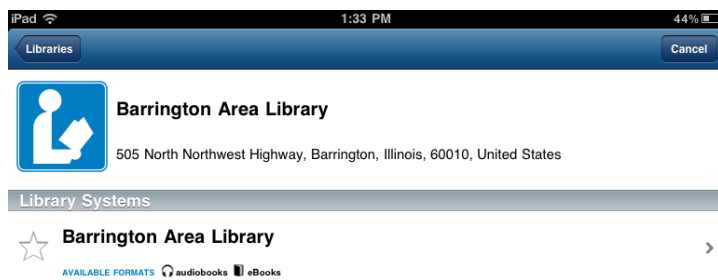 iPad 1:33 PM 44%
Libraries Cancel
Barrington Area Library
505 North Northwest Highway, Barrington, Illinois, 60010, United States
Library Systems
Barrington Area Library
AVAILABLE FORMATS audiobooks eBooks